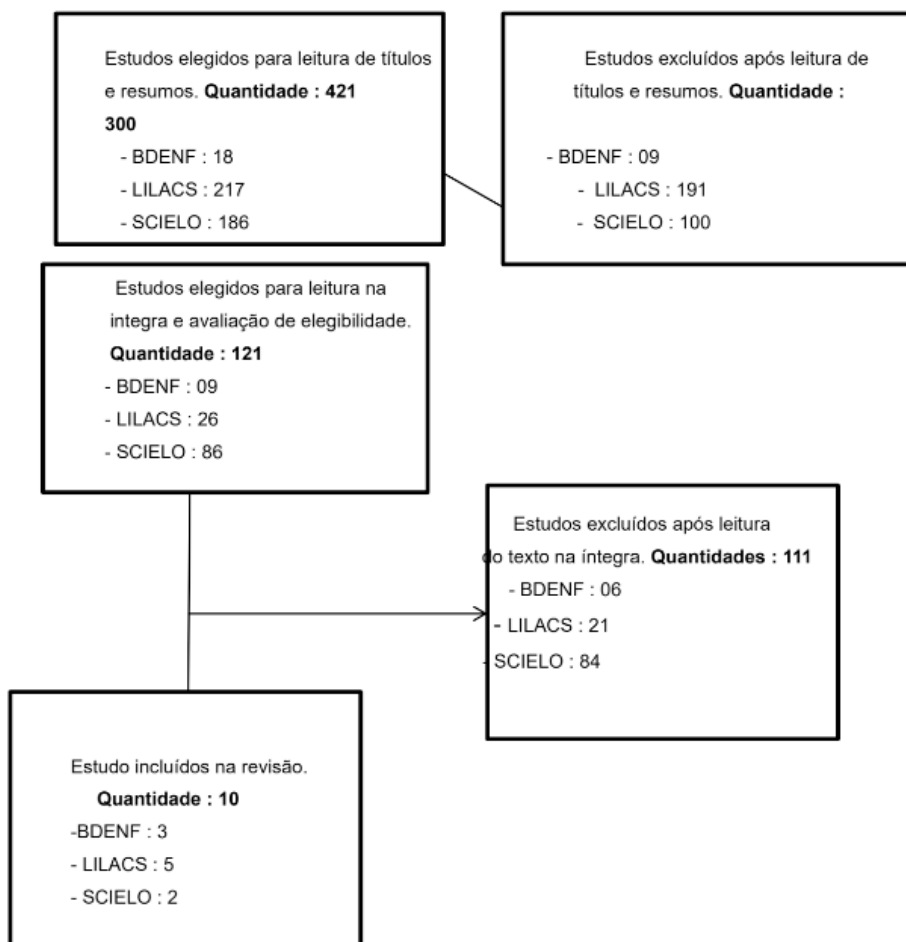 Estudos elegidos para leitura de títulos
e resumos. Quantidade : 421
300
- BDENF : 18
- LILACS : 217
- SCIELO : 186
Estudos excluídos após leitura de
títulos e resumos. Quantidade :
- BDENF : 09
- LILACS : 191
- SCIELO : 100
Estudos elegidos para leitura na
integra e avaliação de elegibilidade.
Quantidade : 121
- BDENF : 09
- LILACS : 26
- SCIELO : 86
Estudos excluídos após leitura
do texto na íntegra. Quantidades : 111
- BDENF : 06
- LILACS : 21
- SCIELO : 84
Estudo incluídos na revisão.
Quantidade : 10
-BDENF : 3
- LILACS : 5
- SCIELO : 2